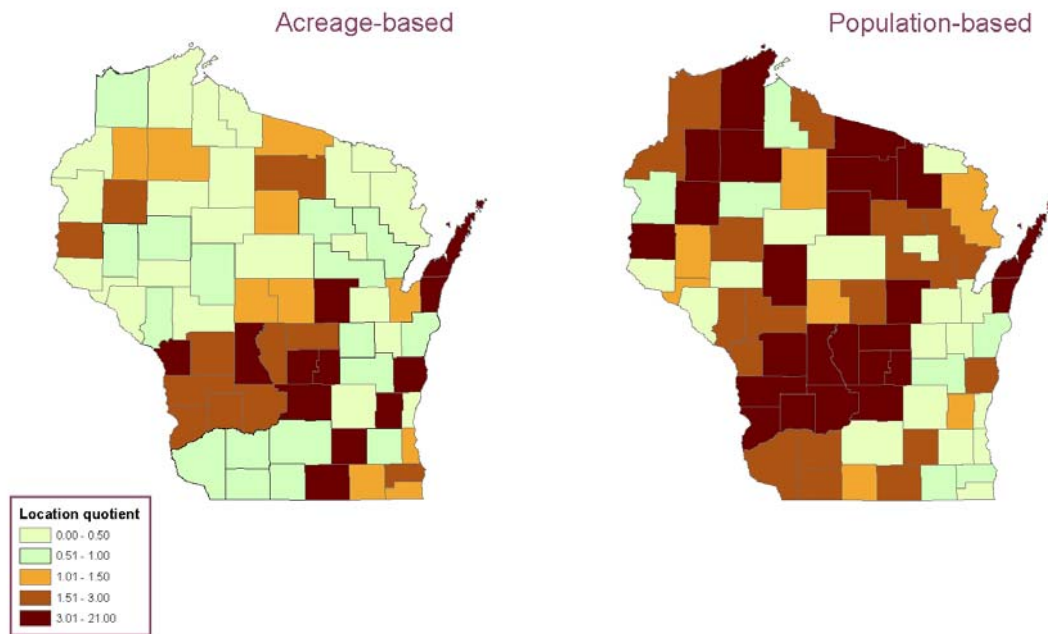 Acreage-based
Population-based
Location quotient
0.00 - 0.50
0.51 - 1.00
1.01 - 1.50
1.51 - 3.00
3.01 - 21.00